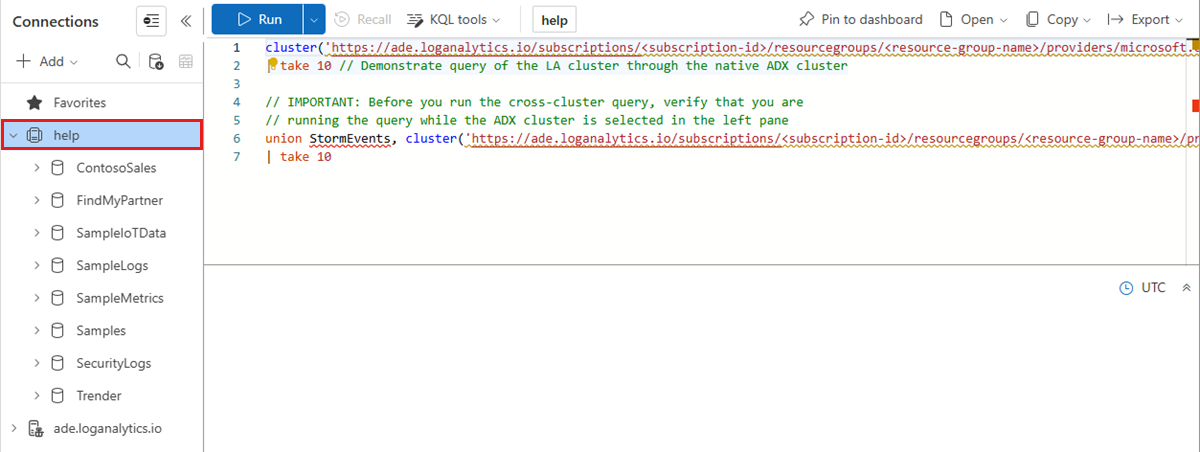 Connections
Run
Recall
KQL tools
help
Pin to dashboard
Open
Copy
Export
Add
Favorites
help
ContosoSales
FindMyPartner
SampleIoTData
SampleLogs
SampleMetrics
Samples
SecurityLogs
Trender
ade.loganalytics.io
1 cluster('https://ade.loganalytics.io/subscriptions/<subscription-id>/resourcegroups/<resource-group-name>/providers/microsoft.
2 | take 10 // Demonstrate query of the LA cluster through the native ADX cluster
3
4 // IMPORTANT: Before you run the cross-cluster query, verify that you are
5 // running the query while the ADX cluster is selected in the left pane
6 union StormEvents, cluster('https://ade.loganalytics.io/subscriptions/<subscription-id>/resourcegroups/<resource-group-name>/pr
7 | take 10
UTC